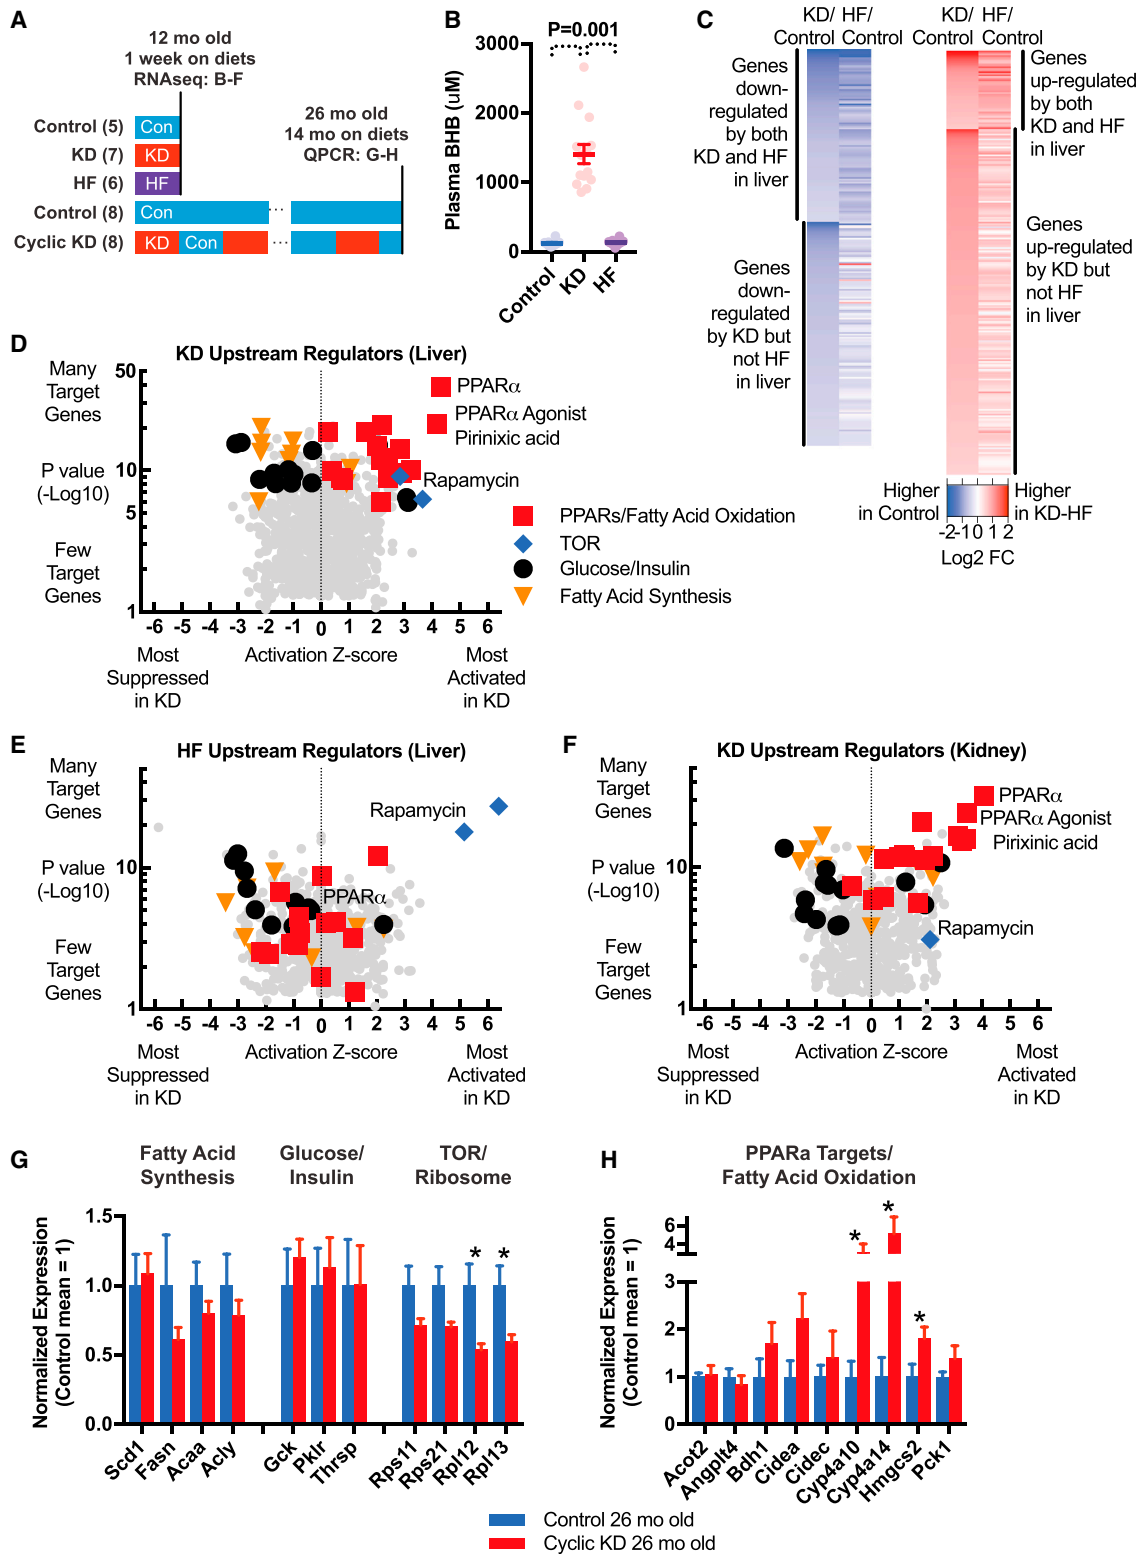 A
12 mo old
1 week on diets
RNAseq: B-F
26 mo old
14 mo on diets
QPCR: G-H
Control (5)
Con
KD (7)
KD
HF (6)
HF
Control (8)
Con
...
Cyclic KD (8)
KD
Con
...
B
P=0.001
Plasma BHB (uM)
3000
2000
1000
0
Control
KD
HF
C
KD/ HF/
Control Control
KD/ HF/
Control Control
Genes
down-
regulated
by both
KD and HF
in liver
Genes
down-
regulated
by KD but
not HF
in liver
Genes
up-regulated
by both
KD and HF
in liver
Genes
up-regulated
by KD but
not HF
in liver
Higher
in Control
Higher
in KD-HF
-2 -1 0 1 2
Log2 FC
D
KD Upstream Regulators (Liver)
Many
Target
Genes
P value
(-Log10)
Few
Target
Genes
50
10
5
1
PPARα
PPARα Agonist
Pirinixic acid
Rapamycin
PPARs/Fatty Acid Oxidation
TOR
Glucose/Insulin
Fatty Acid Synthesis
-6 -5 -4 -3 -2 -1 0 1 2 3 4 5 6
Most
Suppressed
in KD
Activation Z-score
Most
Activated
in KD
E
HF Upstream Regulators (Liver)
Many
Target
Genes
P value
(-Log10)
Few
Target
Genes
10
1
Rapamycin
PPARα
-6 -5 -4 -3 -2 -1 0 1 2 3 4 5 6
Most
Suppressed
in KD
Activation Z-score
Most
Activated
in KD
F
KD Upstream Regulators (Kidney)
Many
Target
Genes
P value
(-Log10)
Few
Target
Genes
10
1
PPARα
PPARα Agonist
Pirixinic acid
Rapamycin
-6 -5 -4 -3 -2 -1 0 1 2 3 4 5 6
Most
Suppressed
in KD
Activation Z-score
Most
Activated
in KD
G
Fatty Acid
Synthesis
Glucose/
Insulin
TOR/
Ribosome
Normalized Expression
(Control mean = 1)
1.5
1.0
0.5
0.0
* *
Scd1
Fasn
Acaa
Acly
Gck
Pklr
Thrsp
Rps11
Rps21
Rpl12
Rpl13
H
PPARa Targets/
Fatty Acid Oxidation
Normalized Expression
(Control mean = 1)
6
4
3
2
1
0
* * *
Acot2
Angplt4
Bdh1
Cidea
Cidec
Cyp4a10
Cyp4a14
Hmgcs2
Pck1
Control 26 mo old
Cyclic KD 26 mo old